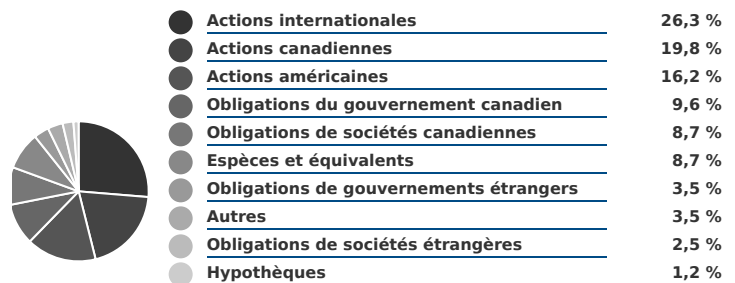 Actions internationales 26,3 %
Actions canadiennes 19,8 %
Actions américaines 16,2 %
Obligations du gouvernement canadien 9,6 %
Obligations de sociétés canadiennes 8,7 %
Espèces et équivalents 8,7 %
Obligations de gouvernements étrangers 3,5 %
Autres 3,5 %
Obligations de sociétés étrangères 2,5 %
Hypothèques 1,2 %